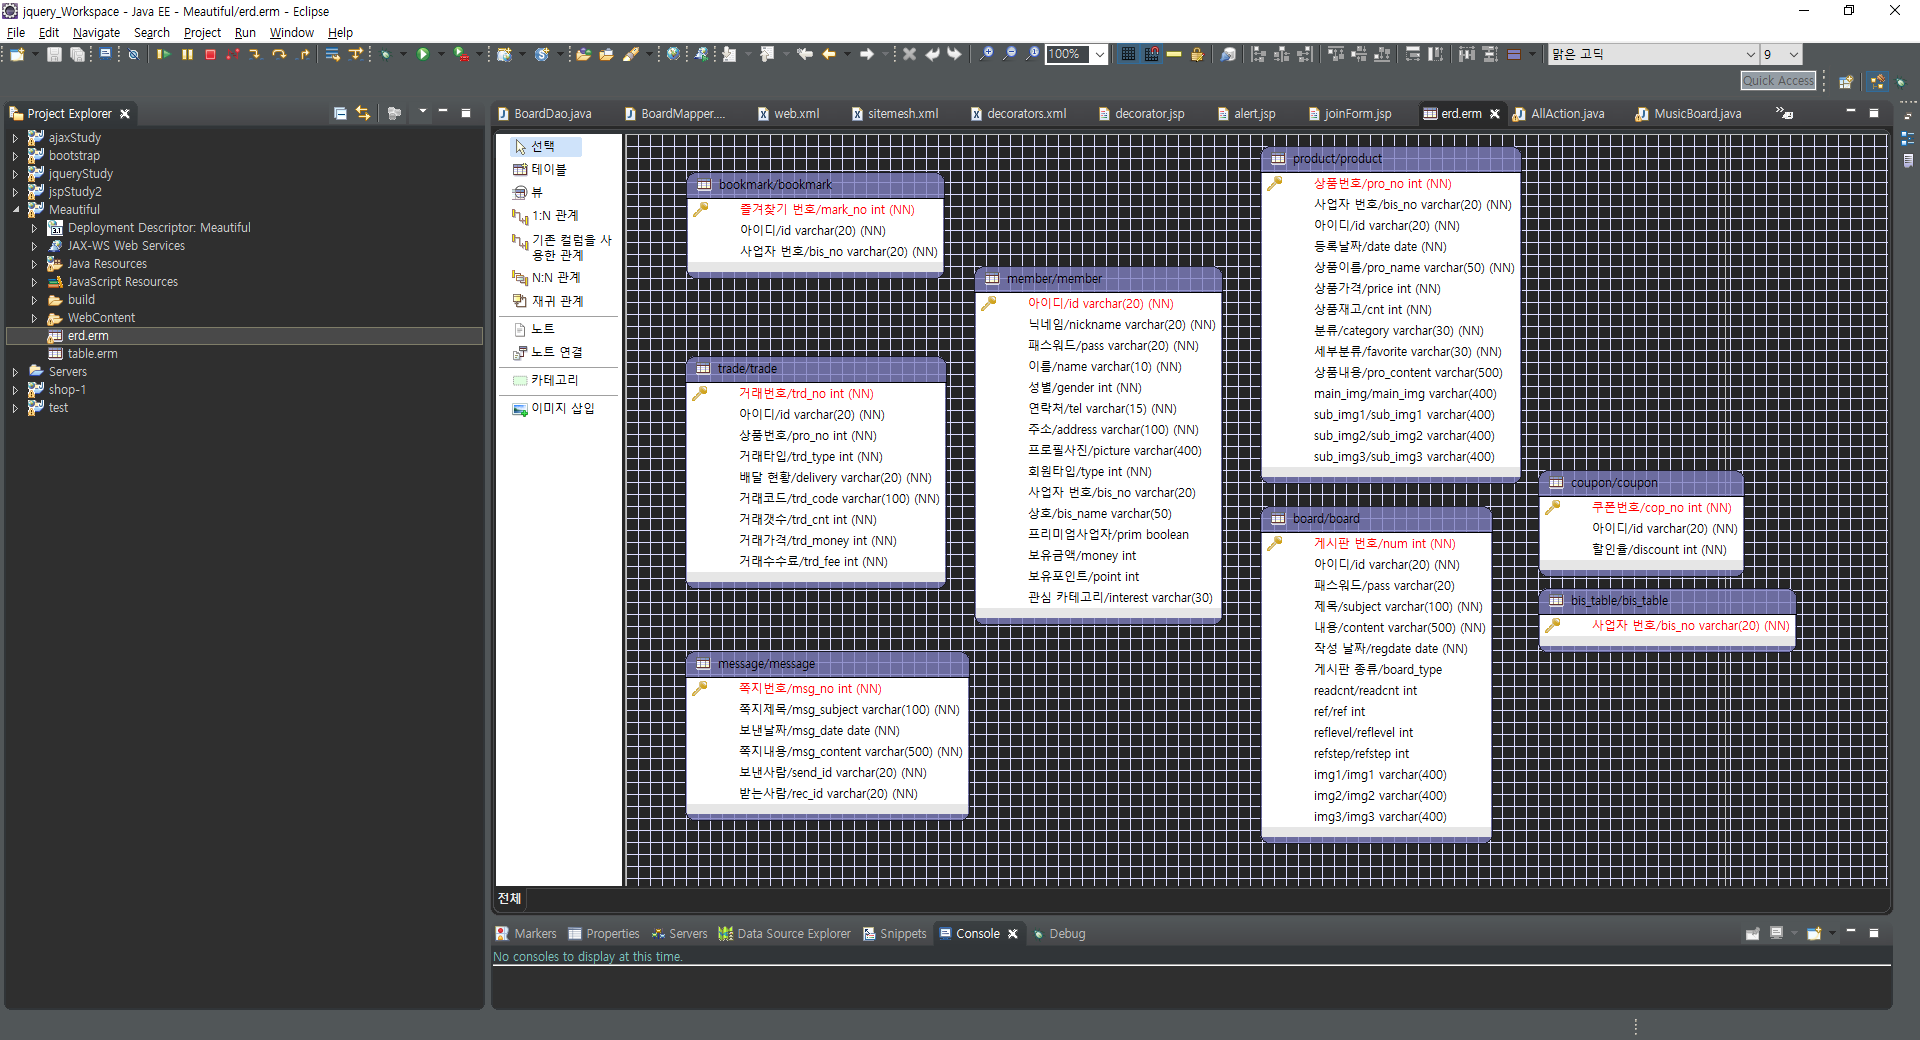 jquery_Workspace - Java EE - Meautiful/erd.erm - Eclipse
File Edit Navigate Search Project Run Window Help
100%
맑은 고딕
9
Quick Access
Project Explorer
ajaxStudy
bootstrap
jqueryStudy
jspStudy2
Meautiful
Deployment Descriptor: Meautiful
JAX-WS Web Services
Java Resources
JavaScript Resources
build
WebContent
erd.erm
table.erm
Servers
shop-1
test
BoardDao.java BoardMapper.... web.xml sitemesh.xml decorators.xml decorator.jsp alert.jsp joinForm.jsp erd.erm AllAction.java MusicBoard.java
선택
테이블
뷰
1:N 관계
기존 컬럼을 사
용한 관계
N:N 관계
재귀 관계
노트
노트 연결
카테고리
이미지 삽입
bookmark/bookmark
즐겨찾기 번호/mark_no int (NN)
아이디/id varchar(20) (NN)
사업자 번호/bis_no varchar(20) (NN)
trade/trade
거래번호/trd_no int (NN)
아이디/id varchar(20) (NN)
상품번호/pro_no int (NN)
거래타입/trd_type int (NN)
배달 현황/delivery varchar(20) (NN)
거래코드/trd_code varchar(100) (NN)
거래갯수/trd_cnt int (NN)
거래가격/trd_money int (NN)
거래수수료/trd_fee int (NN)
message/message
쪽지번호/msg_no int (NN)
쪽지제목/msg_subject varchar(100) (NN)
보낸날짜/msg_date date (NN)
쪽지내용/msg_content varchar(500) (NN)
보낸사람/send_id varchar(20) (NN)
받는사람/rec_id varchar(20) (NN)
member/member
아이디/id varchar(20) (NN)
닉네임/nickname varchar(20) (NN)
패스워드/pass varchar(20) (NN)
이름/name varchar(10) (NN)
성별/gender int (NN)
연락처/tel varchar(15) (NN)
주소/address varchar(100) (NN)
프로필사진/picture varchar(400)
회원타입/type int (NN)
사업자 번호/bis_no varchar(20)
상호/bis_name varchar(50)
프리미엄사업자/prim boolean
보유금액/money int
보유포인트/point int
관심 카테고리/interest varchar(30)
product/product
상품번호/pro_no int (NN)
사업자 번호/bis_no varchar(20) (NN)
아이디/id varchar(20) (NN)
등록날짜/date date (NN)
상품이름/pro_name varchar(50) (NN)
상품가격/price int (NN)
상품재고/cnt int (NN)
분류/category varchar(30) (NN)
세부분류/favorite varchar(30) (NN)
상품내용/pro_content varchar(500)
main_img/main_img varchar(400)
sub_img1/sub_img1 varchar(400)
sub_img2/sub_img2 varchar(400)
sub_img3/sub_img3 varchar(400)
board/board
게시판 번호/num int (NN)
아이디/id varchar(20) (NN)
패스워드/pass varchar(20)
제목/subject varchar(100) (NN)
내용/content varchar(500) (NN)
작성 날짜/regdate date (NN)
게시판 종류/board_type
readcnt/readcnt int
ref/ref int
reflevel/reflevel int
refstep/refstep int
img1/img1 varchar(400)
img2/img2 varchar(400)
img3/img3 varchar(400)
coupon/coupon
쿠폰번호/cop_no int (NN)
아이디/id varchar(20) (NN)
할인율/discount int (NN)
bis_table/bis_table
사업자 번호/bis_no varchar(20) (NN)
전체
Markers Properties Servers Data Source Explorer Snippets Console Debug
No consoles to display at this time.